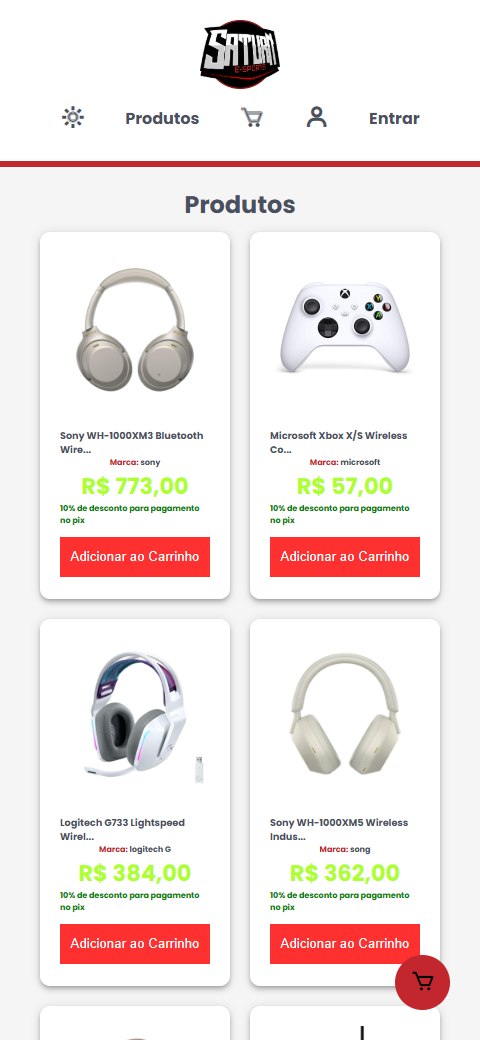 SATURN
E-SPORTS
Produtos
Entrar
Produtos
Sony WH-1000XM3 Bluetooth
Wire...
Marca: sony
R$ 773,00
10% de desconto para pagamento
no pix
Adicionar ao Carrinho
Microsoft Xbox X/S Wireless
Co...
Marca: microsoft
R$ 57,00
10% de desconto para pagamento
no pix
Adicionar ao Carrinho
Logitech G733 Lightspeed
Wirel...
Marca: logitech G
R$ 384,00
10% de desconto para pagamento
no pix
Adicionar ao Carrinho
Sony WH-1000XM5 Wireless
Indus...
Marca: song
R$ 362,00
10% de desconto para pagamento
no pix
Adicionar ao Carrinho